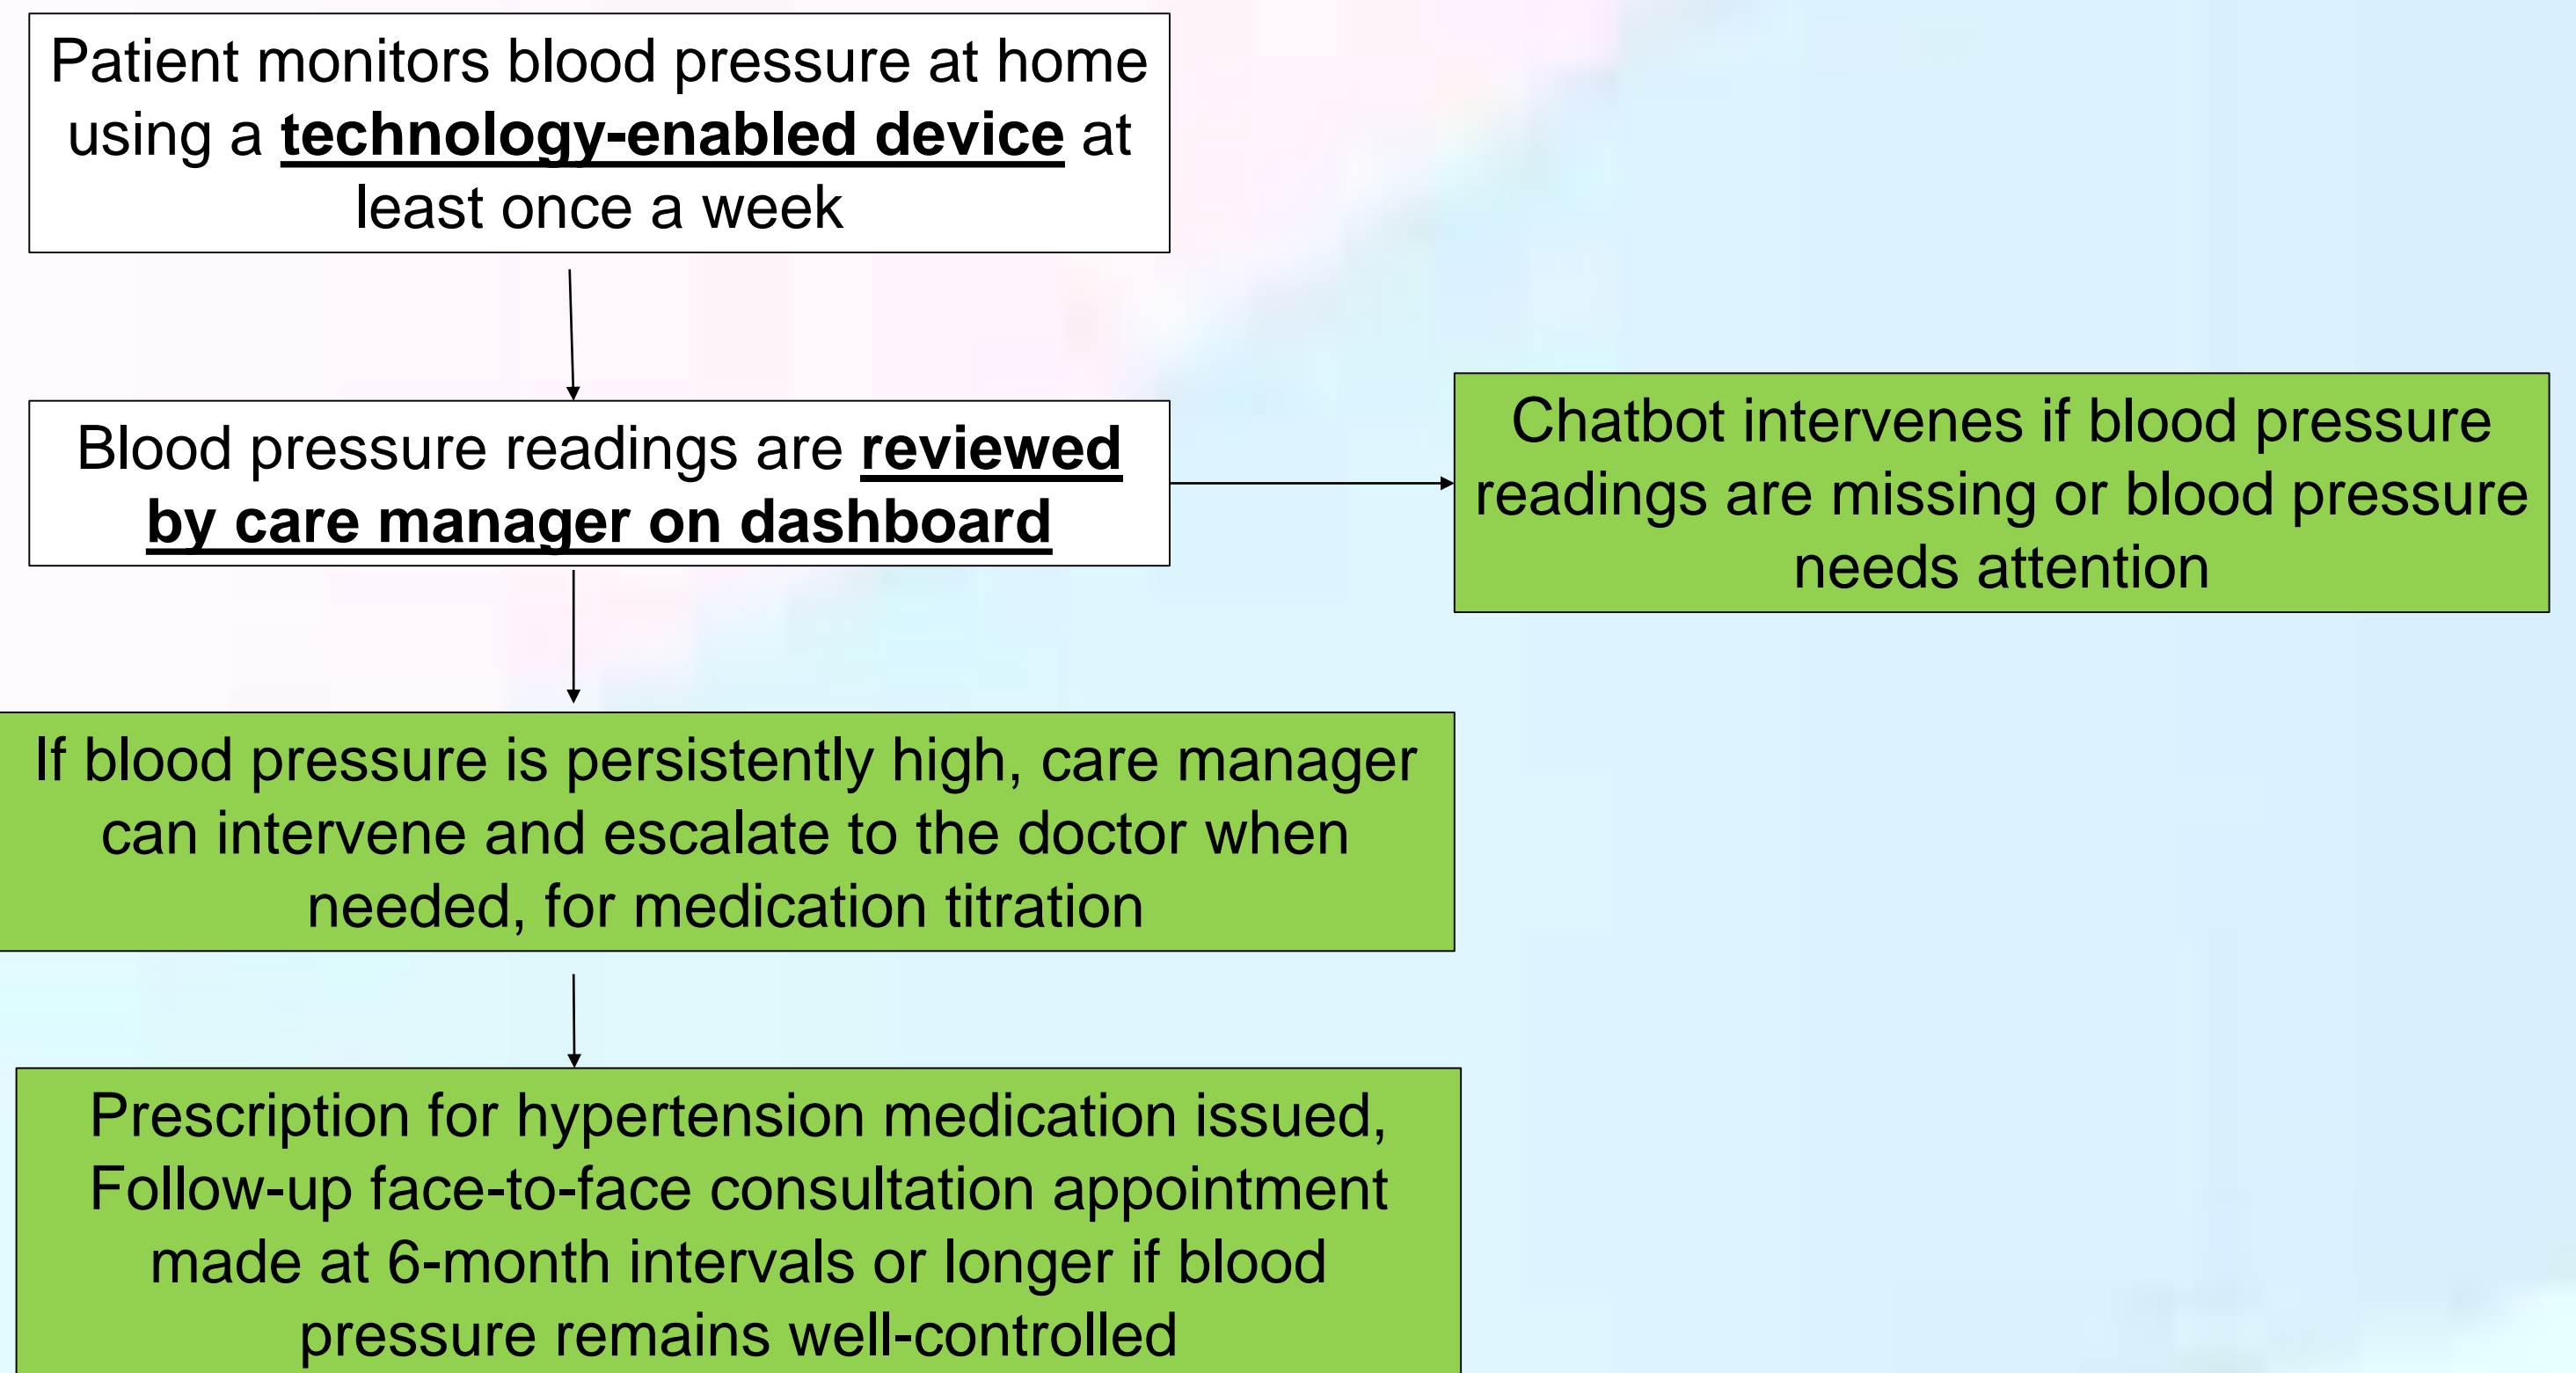 Patient monitors blood pressure at home
using a technology-enabled device at
least once a week
Blood pressure readings are reviewed
by care manager on dashboard
Chatbot intervenes if blood pressure
readings are missing or blood pressure
needs attention
If blood pressure is persistently high, care manager
can intervene and escalate to the doctor when
needed, for medication titration
Prescription for hypertension medication issued,
Follow-up face-to-face consultation appointment
made at 6-month intervals or longer if blood
pressure remains well-controlled